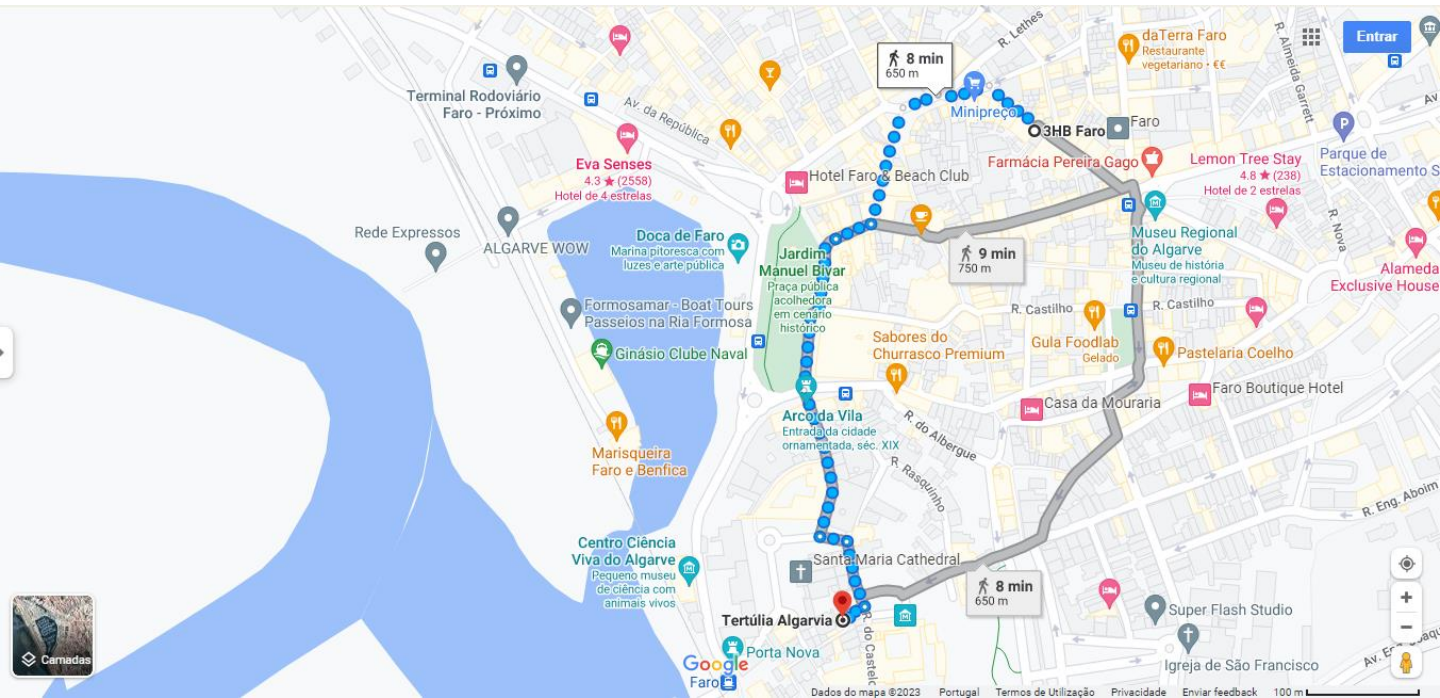 Entrar
R. Lethes
R. Almeida Garrett
daTerra Faro
Restaurante
vegetariano • €€
8 min
650 m
Terminal Rodoviário
Faro - Próximo
Av. da República
Minipreço
3HB Faro
Faro
Av
Parque de
Estacionamento S
Farmácia Pereira Gago
Lemon Tree Stay
4.8 ★ (238)
Hotel de 2 estrelas
Eva Senses
4.3 ★ (2558)
Hotel de 4 estrelas
Hotel Faro & Beach Club
Rede Expressos
ALGARVE WOW
Doca de Faro
Marina pitoresca com
luzes e arte pública
Jardim
Manuel Bivar
Praça pública
acolhedora
em cenário
histórico
9 min
750 m
Museu Regional
do Algarve
Museu de história
e cultura regional
R. Nova
Alameda
Exclusive House
Formosamar - Boat Tours
Passeios na Ria Formosa
R. Castilho
R. Castilho
Ginásio Clube Naval
Sabores do
Churrasco Premium
Gula Foodlab
Gelado
Pastelaria Coelho
Faro Boutique Hotel
Casa da Mouraria
Arco da Vila
Entrada da cidade
ornamentada, séc. XIX
R. do Albergue
R. Rasquinho
Marisqueira
Faro e Benfica
R. Eng. Aboim
Centro Ciência
Viva do Algarve
Pequeno museu
de ciência com
animais vivos
Santa Maria Cathedral
8 min
650 m
Tertúlia Algarvia
R. do Castelo
Super Flash Studio
Porta Nova
Igreja de São Francisco
Google
Faro
Camadas
Dados do mapa ©2023 Portugal Termos de Utilização Privacidade Enviar feedback 100 m